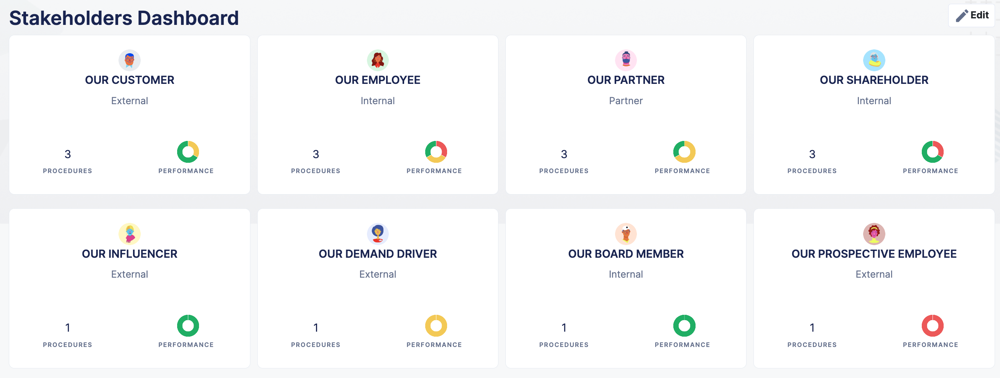 Stakeholders Dashboard
Edit
OUR CUSTOMER
External
3
PROCEDURES
PERFORMANCE
OUR EMPLOYEE
Internal
3
PROCEDURES
PERFORMANCE
OUR PARTNER
Partner
3
PROCEDURES
PERFORMANCE
OUR SHAREHOLDER
Internal
3
PROCEDURES
PERFORMANCE
OUR INFLUENCER
External
1
PROCEDURES
PERFORMANCE
OUR DEMAND DRIVER
External
1
PROCEDURES
PERFORMANCE
OUR BOARD MEMBER
Internal
1
PROCEDURES
PERFORMANCE
OUR PROSPECTIVE EMPLOYEE
External
1
PROCEDURES
PERFORMANCE